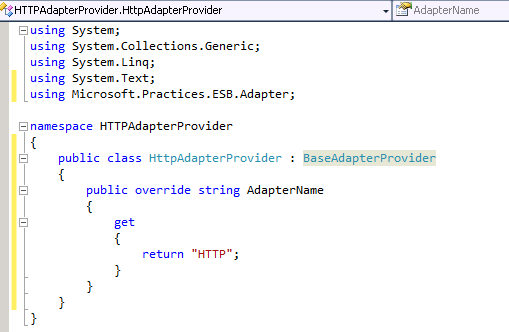 HTTPAdapterProvider.HttpAdapterProvider AdapterName
using System;
using System.Collections.Generic;
using System.Linq;
using System.Text;
using Microsoft.Practices.ESB.Adapter;
namespace HTTPAdapterProvider
{
public class HttpAdapterProvider : BaseAdapterProvider
{
public override string AdapterName
{
get
{
return "HTTP";
}
}
}
}